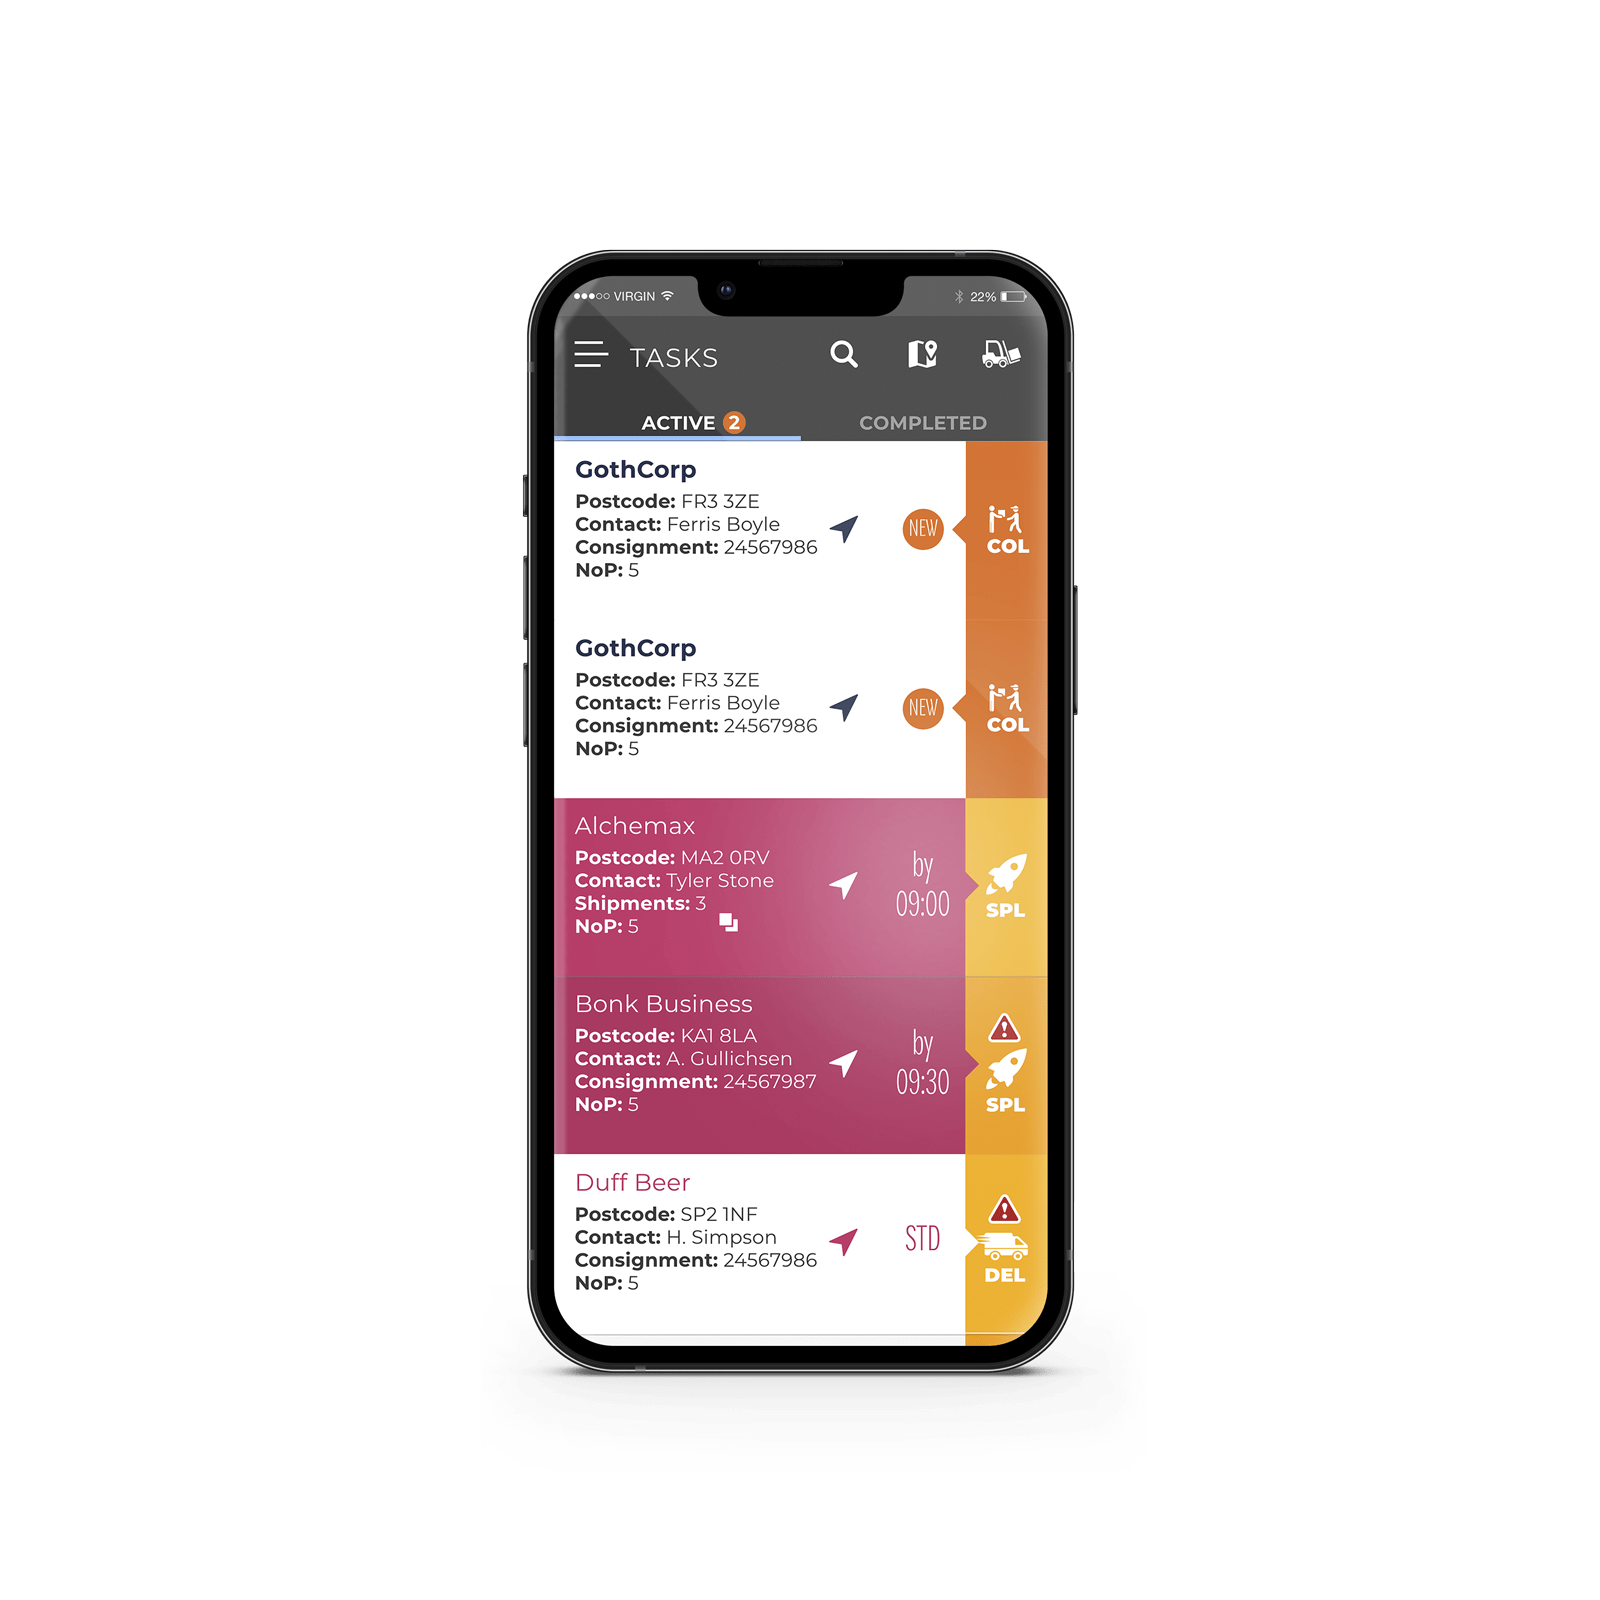 VIRGIN
22%
TASKS
ACTIVE 2
COMPLETED
GothCorp
Postcode: FR3 3ZE
Contact: Ferris Boyle
Consignment: 24567986
NoP: 5
NEW
COL
GothCorp
Postcode: FR3 3ZE
Contact: Ferris Boyle
Consignment: 24567986
NoP: 5
NEW
COL
Alchemax
Postcode: MA2 0RV
Contact: Tyler Stone
Shipments: 3
NoP: 5
by
09:00
SPL
Bonk Business
Postcode: KA1 8LA
Contact: A. Gullichsen
Consignment: 24567987
NoP: 5
by
09:30
SPL
Duff Beer
Postcode: SP2 1NF
Contact: H. Simpson
Consignment: 24567986
NoP: 5
STD
DEL